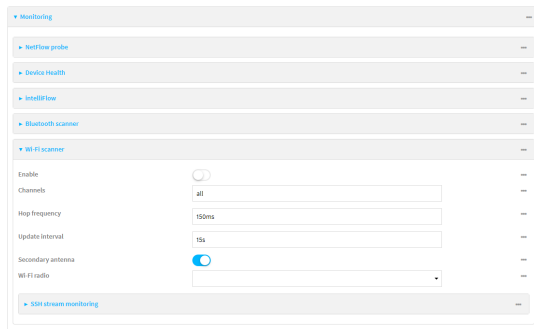 Monitoring
NetFlow probe
Device Health
intelliFlow
Bluetooth scanner
Wi-Fi scanner
Enable
Channels
all
Hop frequency
150ms
Update interval
15s
Secondary antenna
Wi-Fi radio
SSH stream monitoring